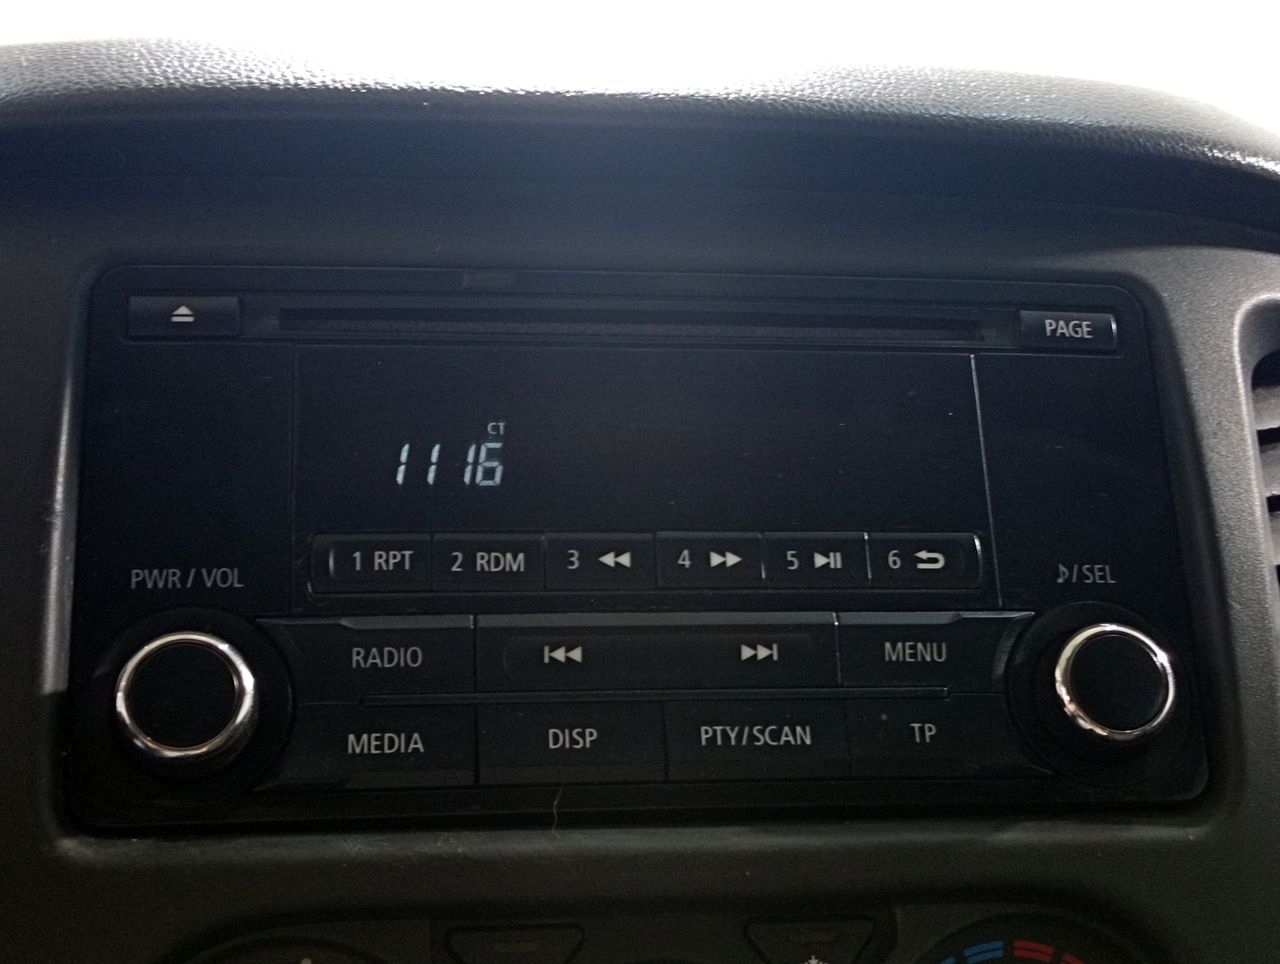 PAGE
CT
1116
1 RPT 2 RDM 3 4 5 6
PWR / VOL
♪/SEL
RADIO MENU
MEDIA DISP PTY/SCAN TP